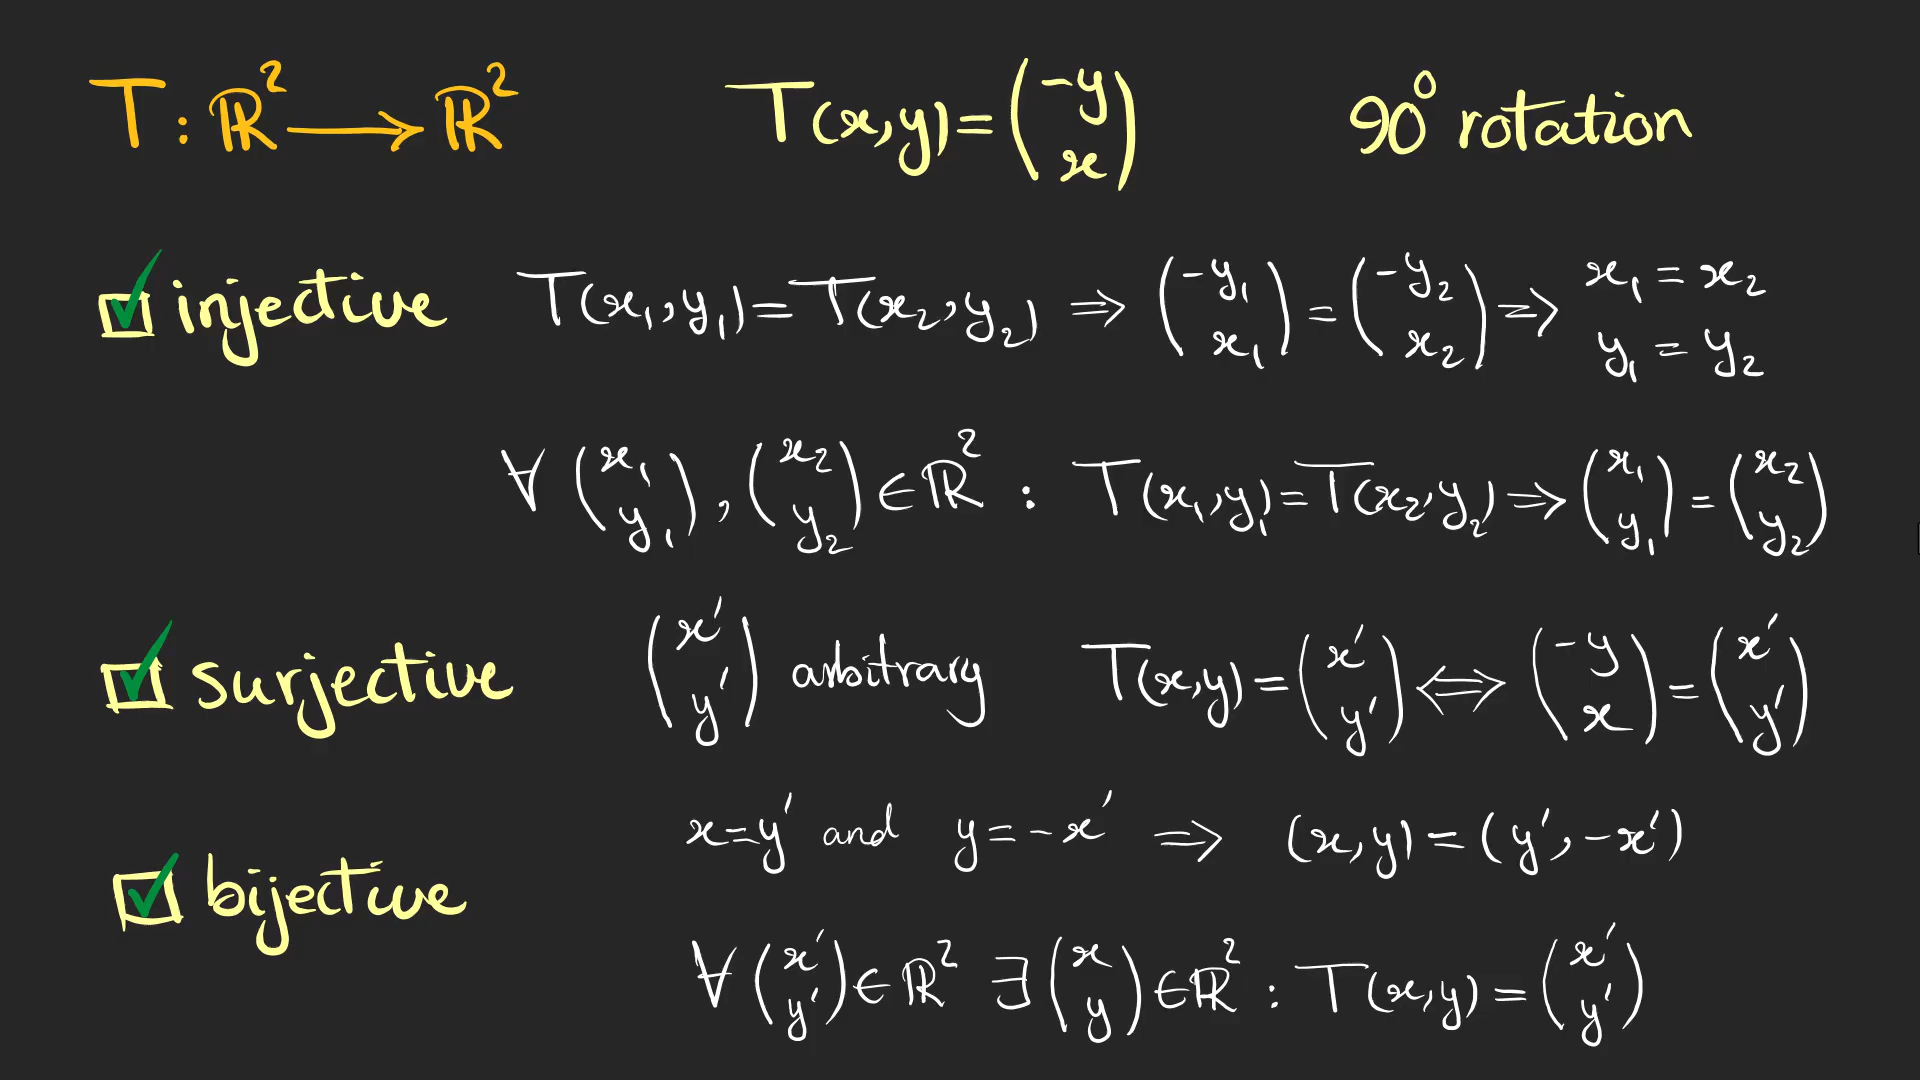 T : ℝ² ⟶ ℝ² T(x,y) = (-y x) 90° rotation
injective T(x₁,y₁) = T(x₂,y₂) ⇒ (-y₁ x₁) = (-y₂ x₂) ⇒ x₁ = x₂ y₁ = y₂
∀ (x₁ y₁), (x₂ y₂) ∈ ℝ² : T(x₁,y₁) = T(x₂,y₂) ⇒ (x₁ y₁) = (x₂ y₂)
surjective (x′ y′) arbitrary T(x,y) = (x′ y′) ⇔ (-y x) = (x′ y′)
x = y′ and y = -x′ ⇒ (x,y) = (y′, -x′)
bijective
∀ (x′ y′) ∈ ℝ² ∃ (x y) ∈ ℝ² : T(x,y) = (x′ y′)